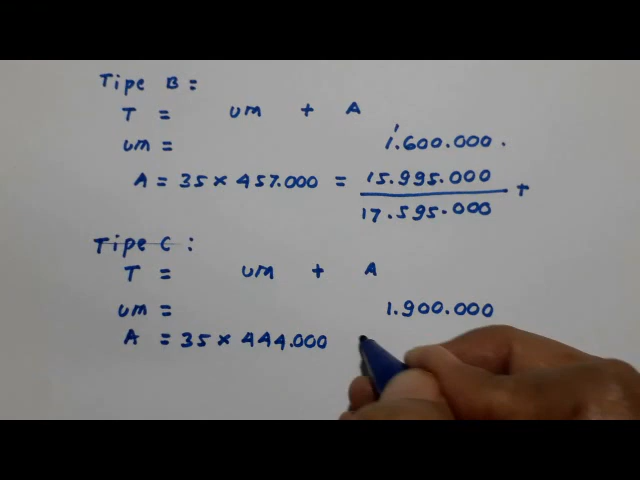 Tipe B :
T = um + A
um = 1.600.000.
A = 35 × 457.000 = 15.995.000 +
17.595.000
Tipe C :
T = um + A
um = 1.900.000
A = 35 × 444.000